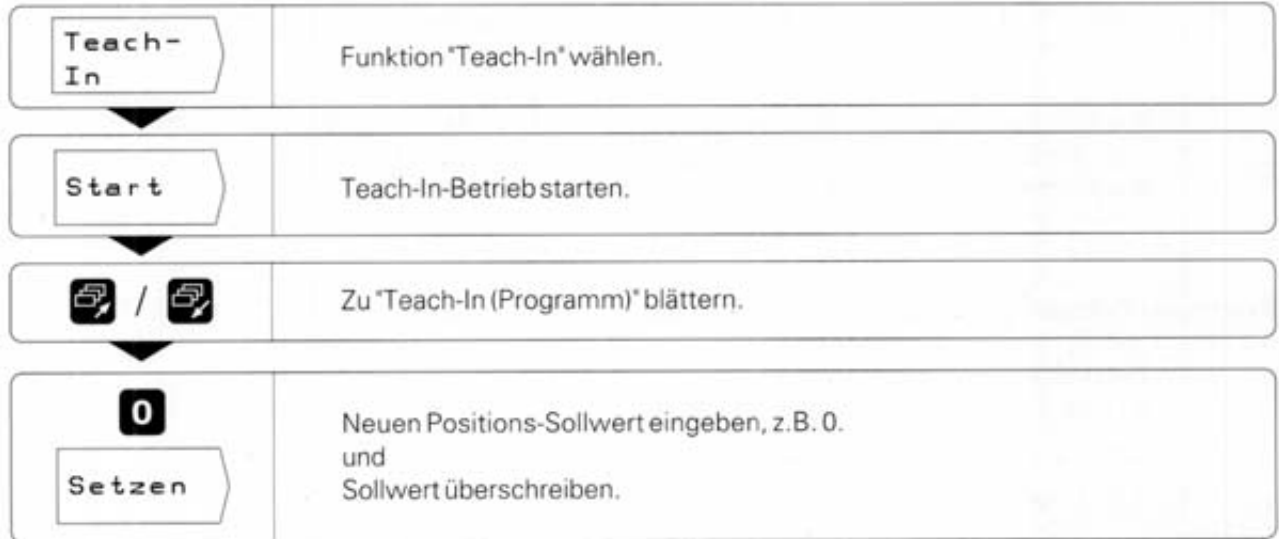 Teach-
In
Funktion "Teach-In" wählen.
Start
Teach-In-Betrieb starten.
/
Zu "Teach-In (Programm)" blättern.
0
Setzen
Neuen Positions-Sollwert eingeben, z.B. 0.
und
Sollwert überschreiben.